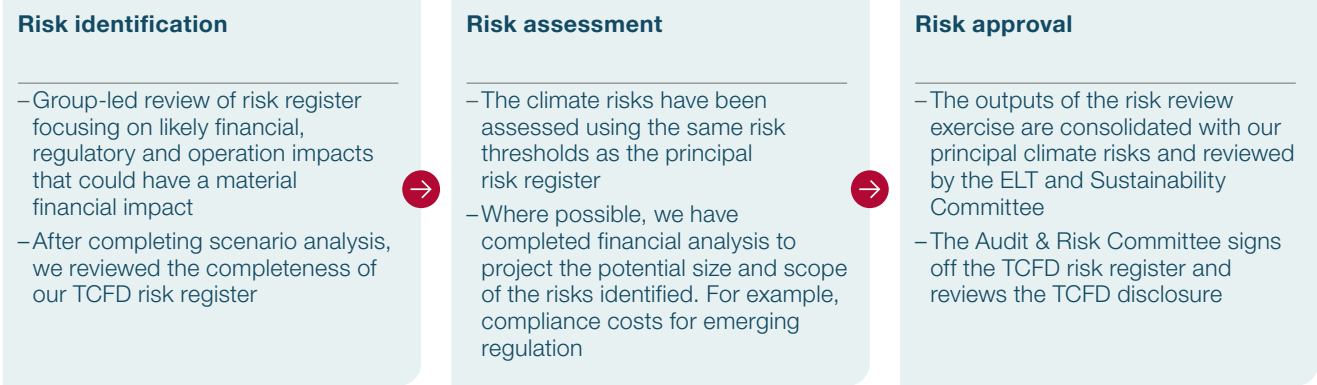 Risk identification
–Group-led review of risk register
focusing on likely financial,
regulatory and operation impacts
that could have a material
financial impact
–After completing scenario analysis,
we reviewed the completeness of
our TCFD risk register
Risk assessment
–The climate risks have been
assessed using the same risk
thresholds as the principal
risk register
–Where possible, we have
completed financial analysis to
project the potential size and scope
of the risks identified. For example,
compliance costs for emerging
regulation
Risk approval
–The outputs of the risk review
exercise are consolidated with our
principal climate risks and reviewed
by the ELT and Sustainability
Committee
–The Audit & Risk Committee signs
off the TCFD risk register and
reviews the TCFD disclosure